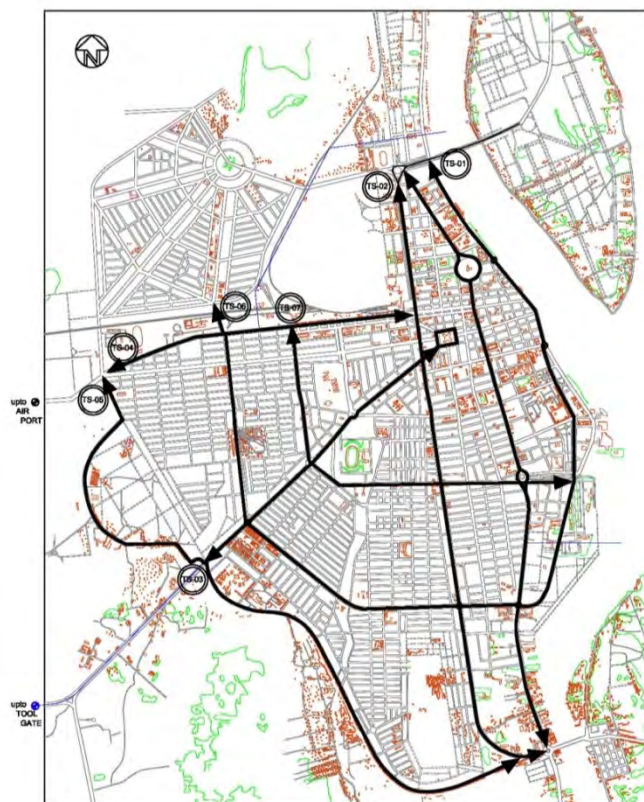 N
TS-01
TS-02
TS-06
TS-07
TS-04
TS-05
upto
AIR
PORT
TS-03
upto
TOOL
GATE